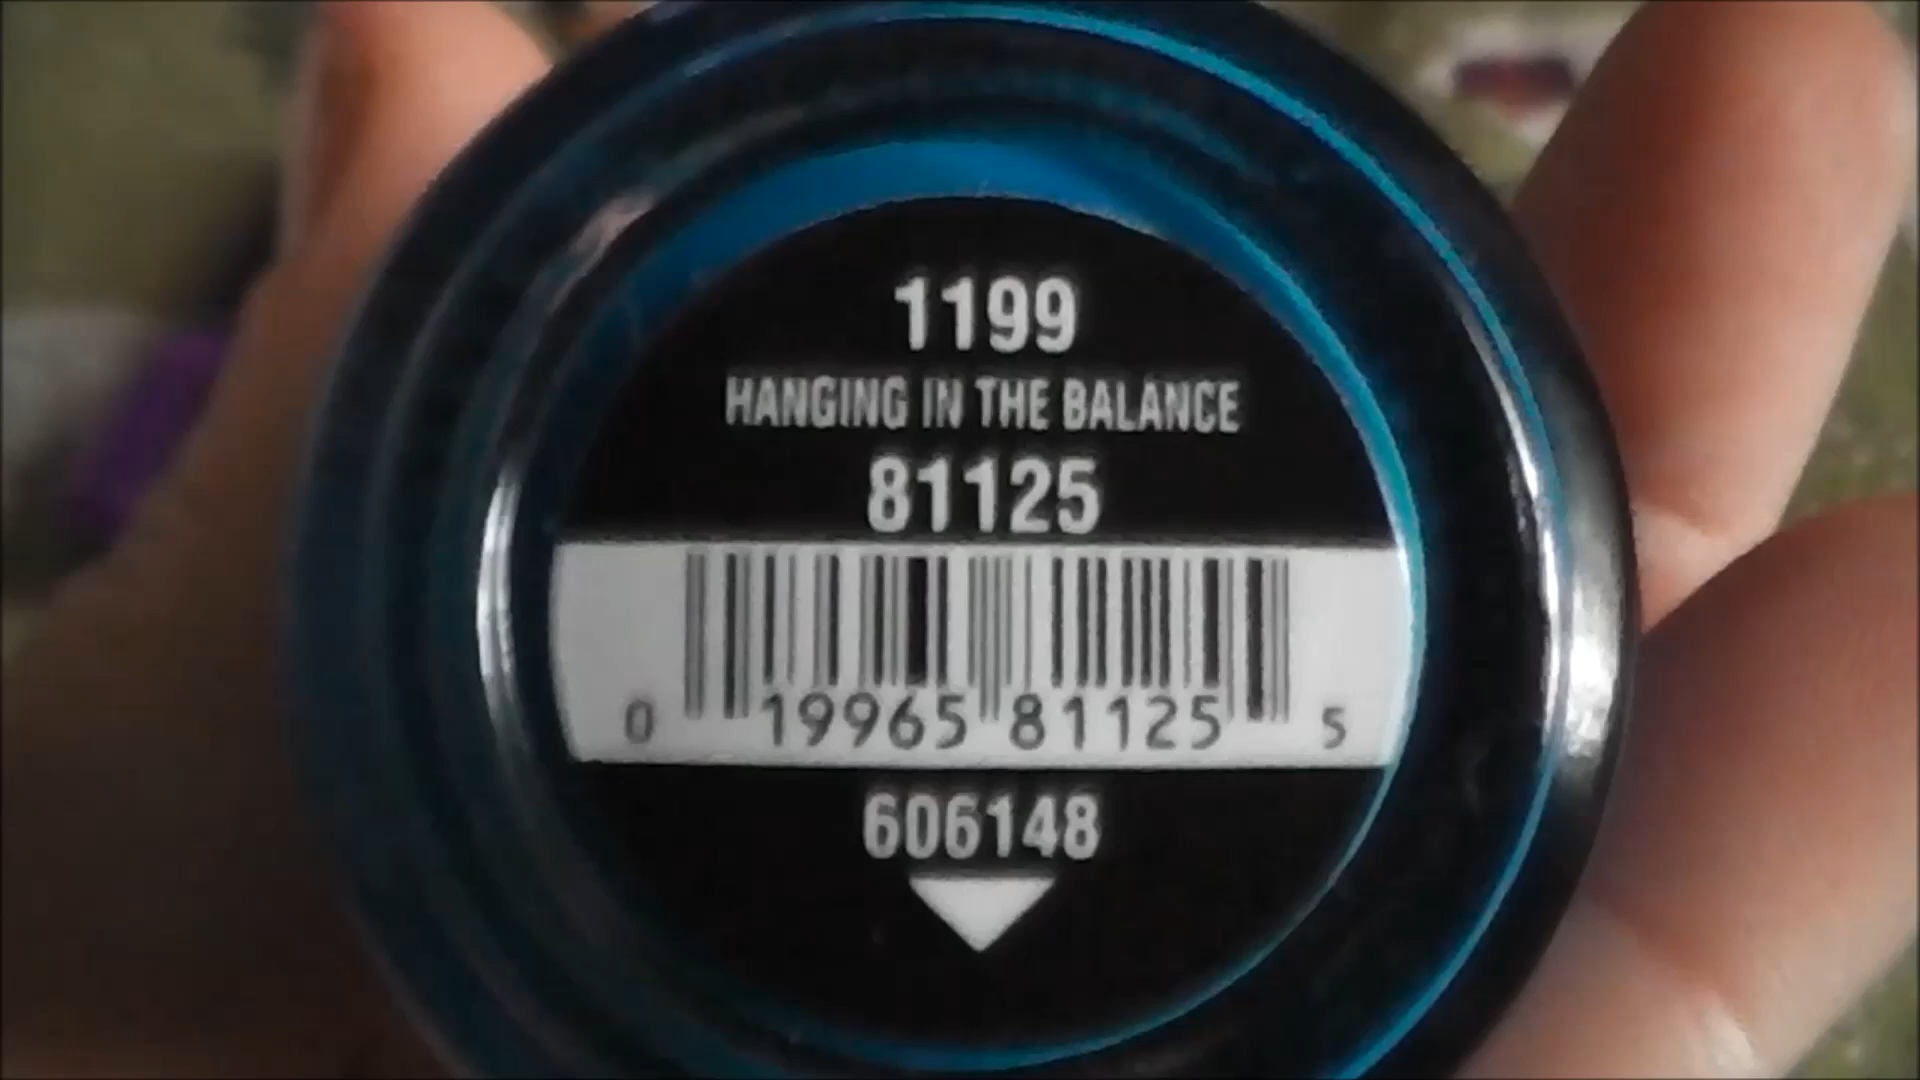 1199
HANGING IN THE BALANCE
81125
0 19965 81125 5
606148